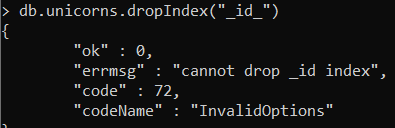 > db.unicorns.dropIndex("_id_")
{
"ok" : 0,
"errmsg" : "cannot drop _id index",
"code" : 72,
"codeName" : "InvalidOptions"
}